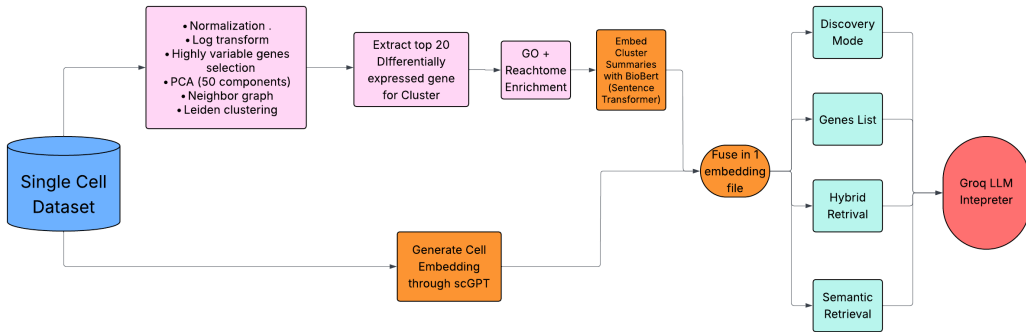 Single Cell
Dataset
• Normalization .
• Log transform
• Highly variable genes
selection
• PCA (50 components)
• Neighbor graph
• Leiden clustering
Extract top 20
DIfferentially
expressed gene
for Cluster
GO +
Reachtome
Enrichment
Embed
Cluster
Summaries
with BioBert
(Sentence
Transformer)
Generate Cell
Embedding
through scGPT
Fuse in 1
embedding
file
Discovery
Mode
Genes List
Hybrid
Retrival
Semantic
Retrieval
Groq LLM
Intepreter